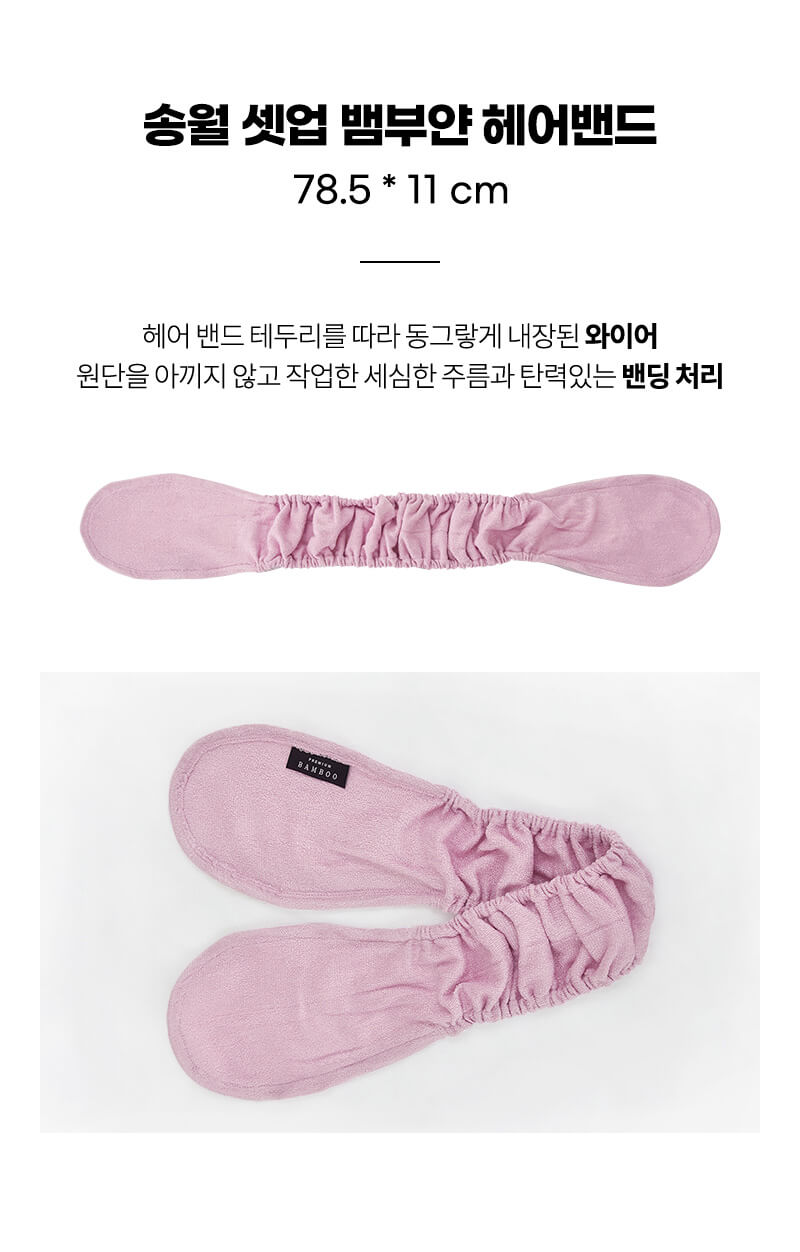 송월 셋업 뱀부얀 헤어밴드
78.5 * 11 cm
헤어 밴드 테두리를 따라 동그랗게 내장된 와이어
원단을 아끼지 않고 작업한 세심한 주름과 탄력있는 밴딩 처리
PREMIUM
BAMBOO